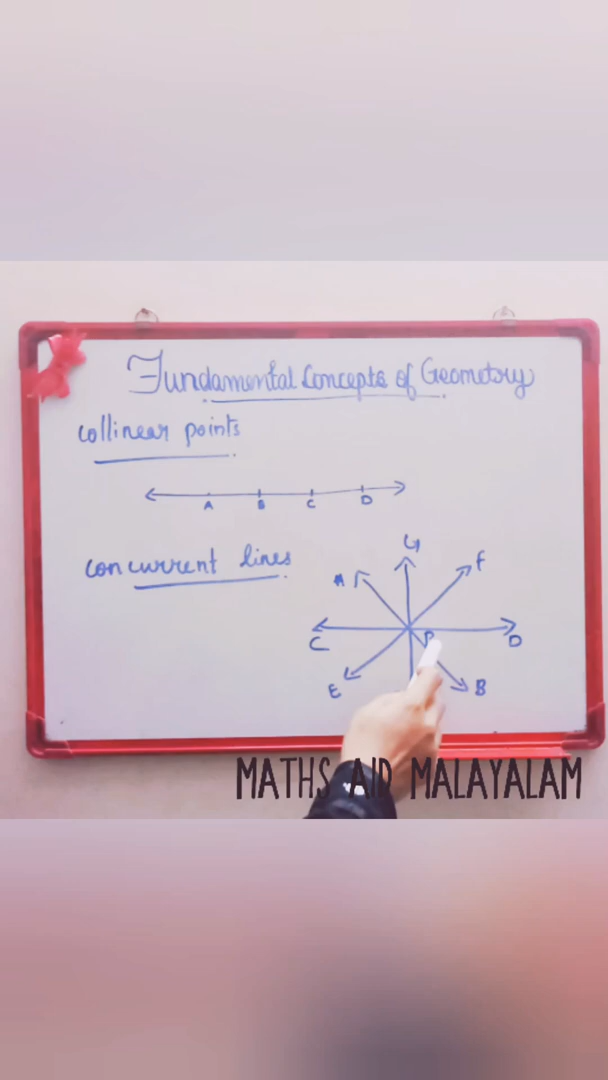 Fundamental Concepts of Geometry
collinear points
A B C D
concurrent lines
G
A F
C P D
E B
MATHS AID MALAYALAM